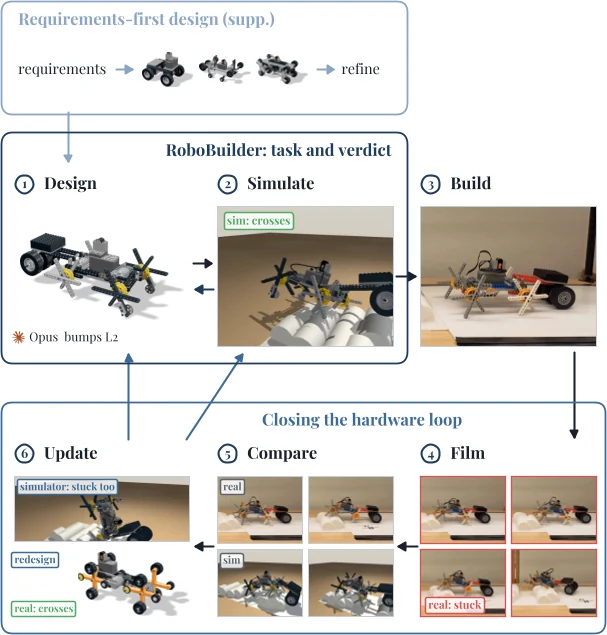 Requirements-first design (supp.)
requirements
refine
RoboBuilder: task and verdict
1 Design
2 Simulate
3 Build
sim: crosses
Opus bumps L2
Closing the hardware loop
6 Update
5 Compare
4 Film
simulator: stuck too
real
redesign
sim
real: crosses
real: stuck